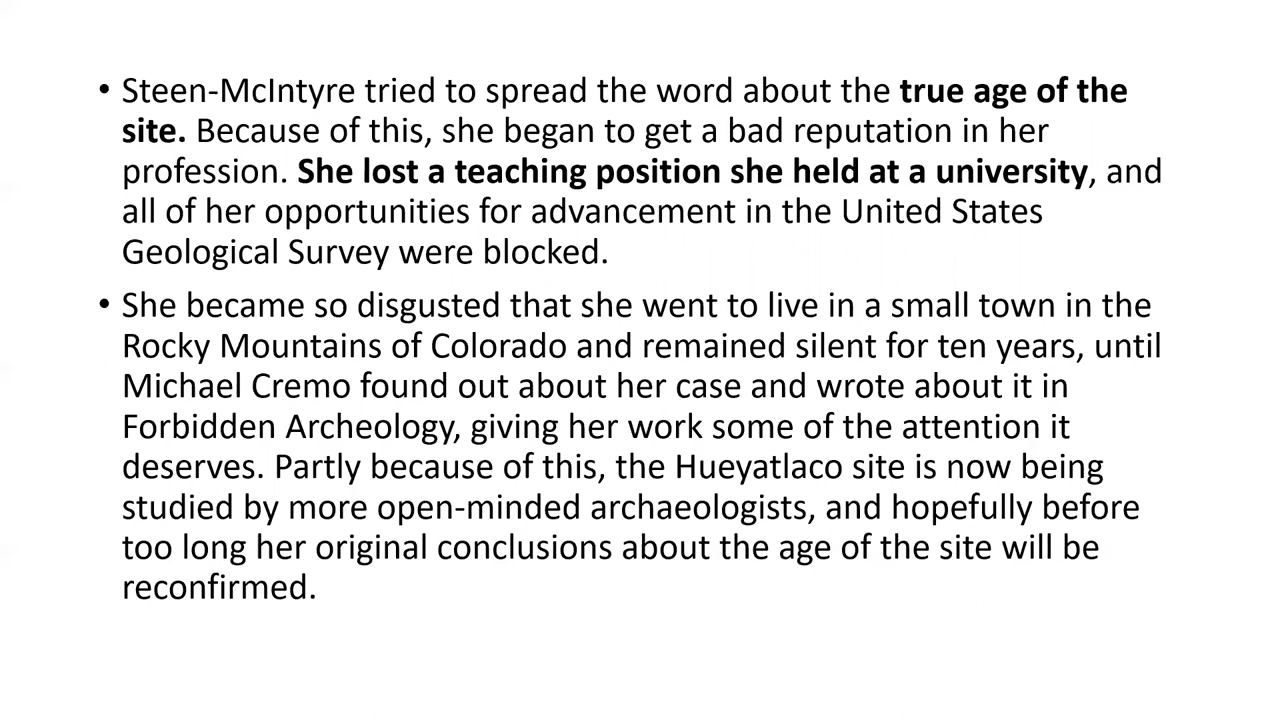 • Steen-McIntyre tried to spread the word about the true age of the
site. Because of this, she began to get a bad reputation in her
profession. She lost a teaching position she held at a university, and
all of her opportunities for advancement in the United States
Geological Survey were blocked.
• She became so disgusted that she went to live in a small town in the
Rocky Mountains of Colorado and remained silent for ten years, until
Michael Cremo found out about her case and wrote about it in
Forbidden Archeology, giving her work some of the attention it
deserves. Partly because of this, the Hueyatlaco site is now being
studied by more open-minded archaeologists, and hopefully before
too long her original conclusions about the age of the site will be
reconfirmed.